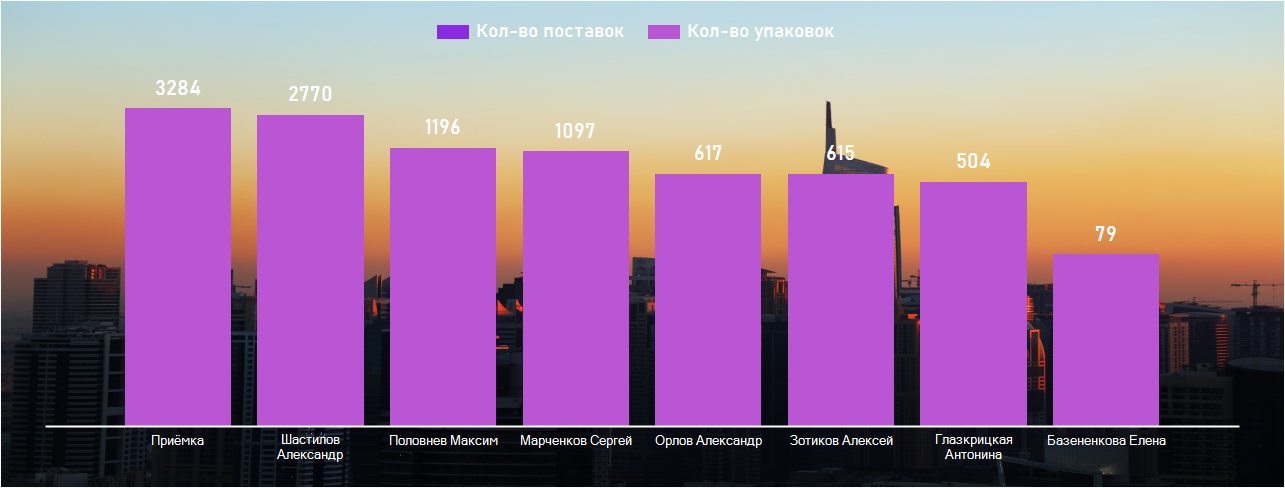 Кол-во поставок Кол-во упаковок
3284
2770
1196
1097
617
615
504
79
Приёмка
Шастилов
Александр
Половнев Максим
Марченков Сергей
Орлов Александр
Зотиков Алексей
Глазкрицкая
Антонина
Базененкова Елена